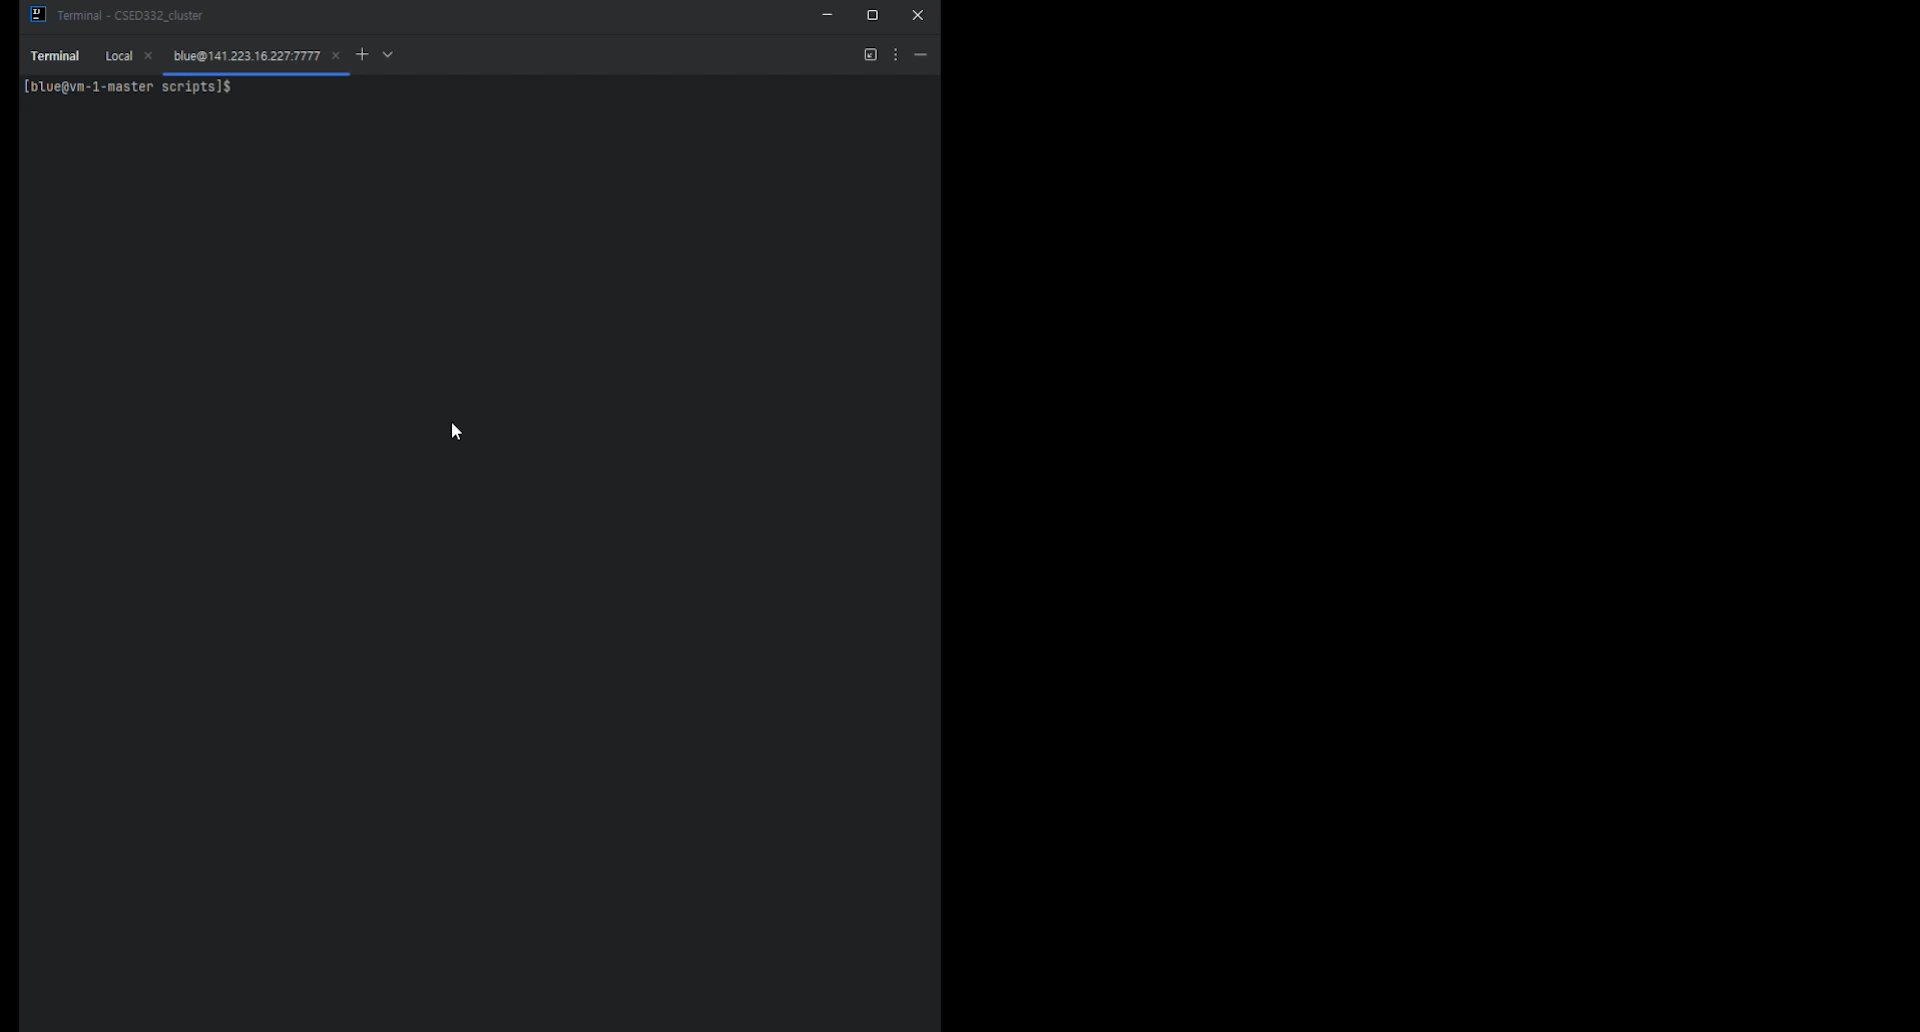 Terminal - CSED332_cluster
Terminal Local blue@141.223.16.227:7777
[blue@vm-1-master scripts]$